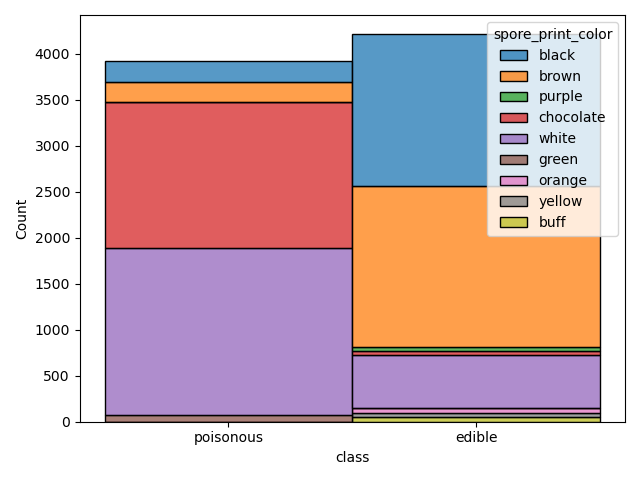 spore_print_color
black
brown
purple
chocolate
white
green
orange
yellow
buff
4000
3500
3000
2500
2000
1500
1000
500
0
Count
poisonous edible
class